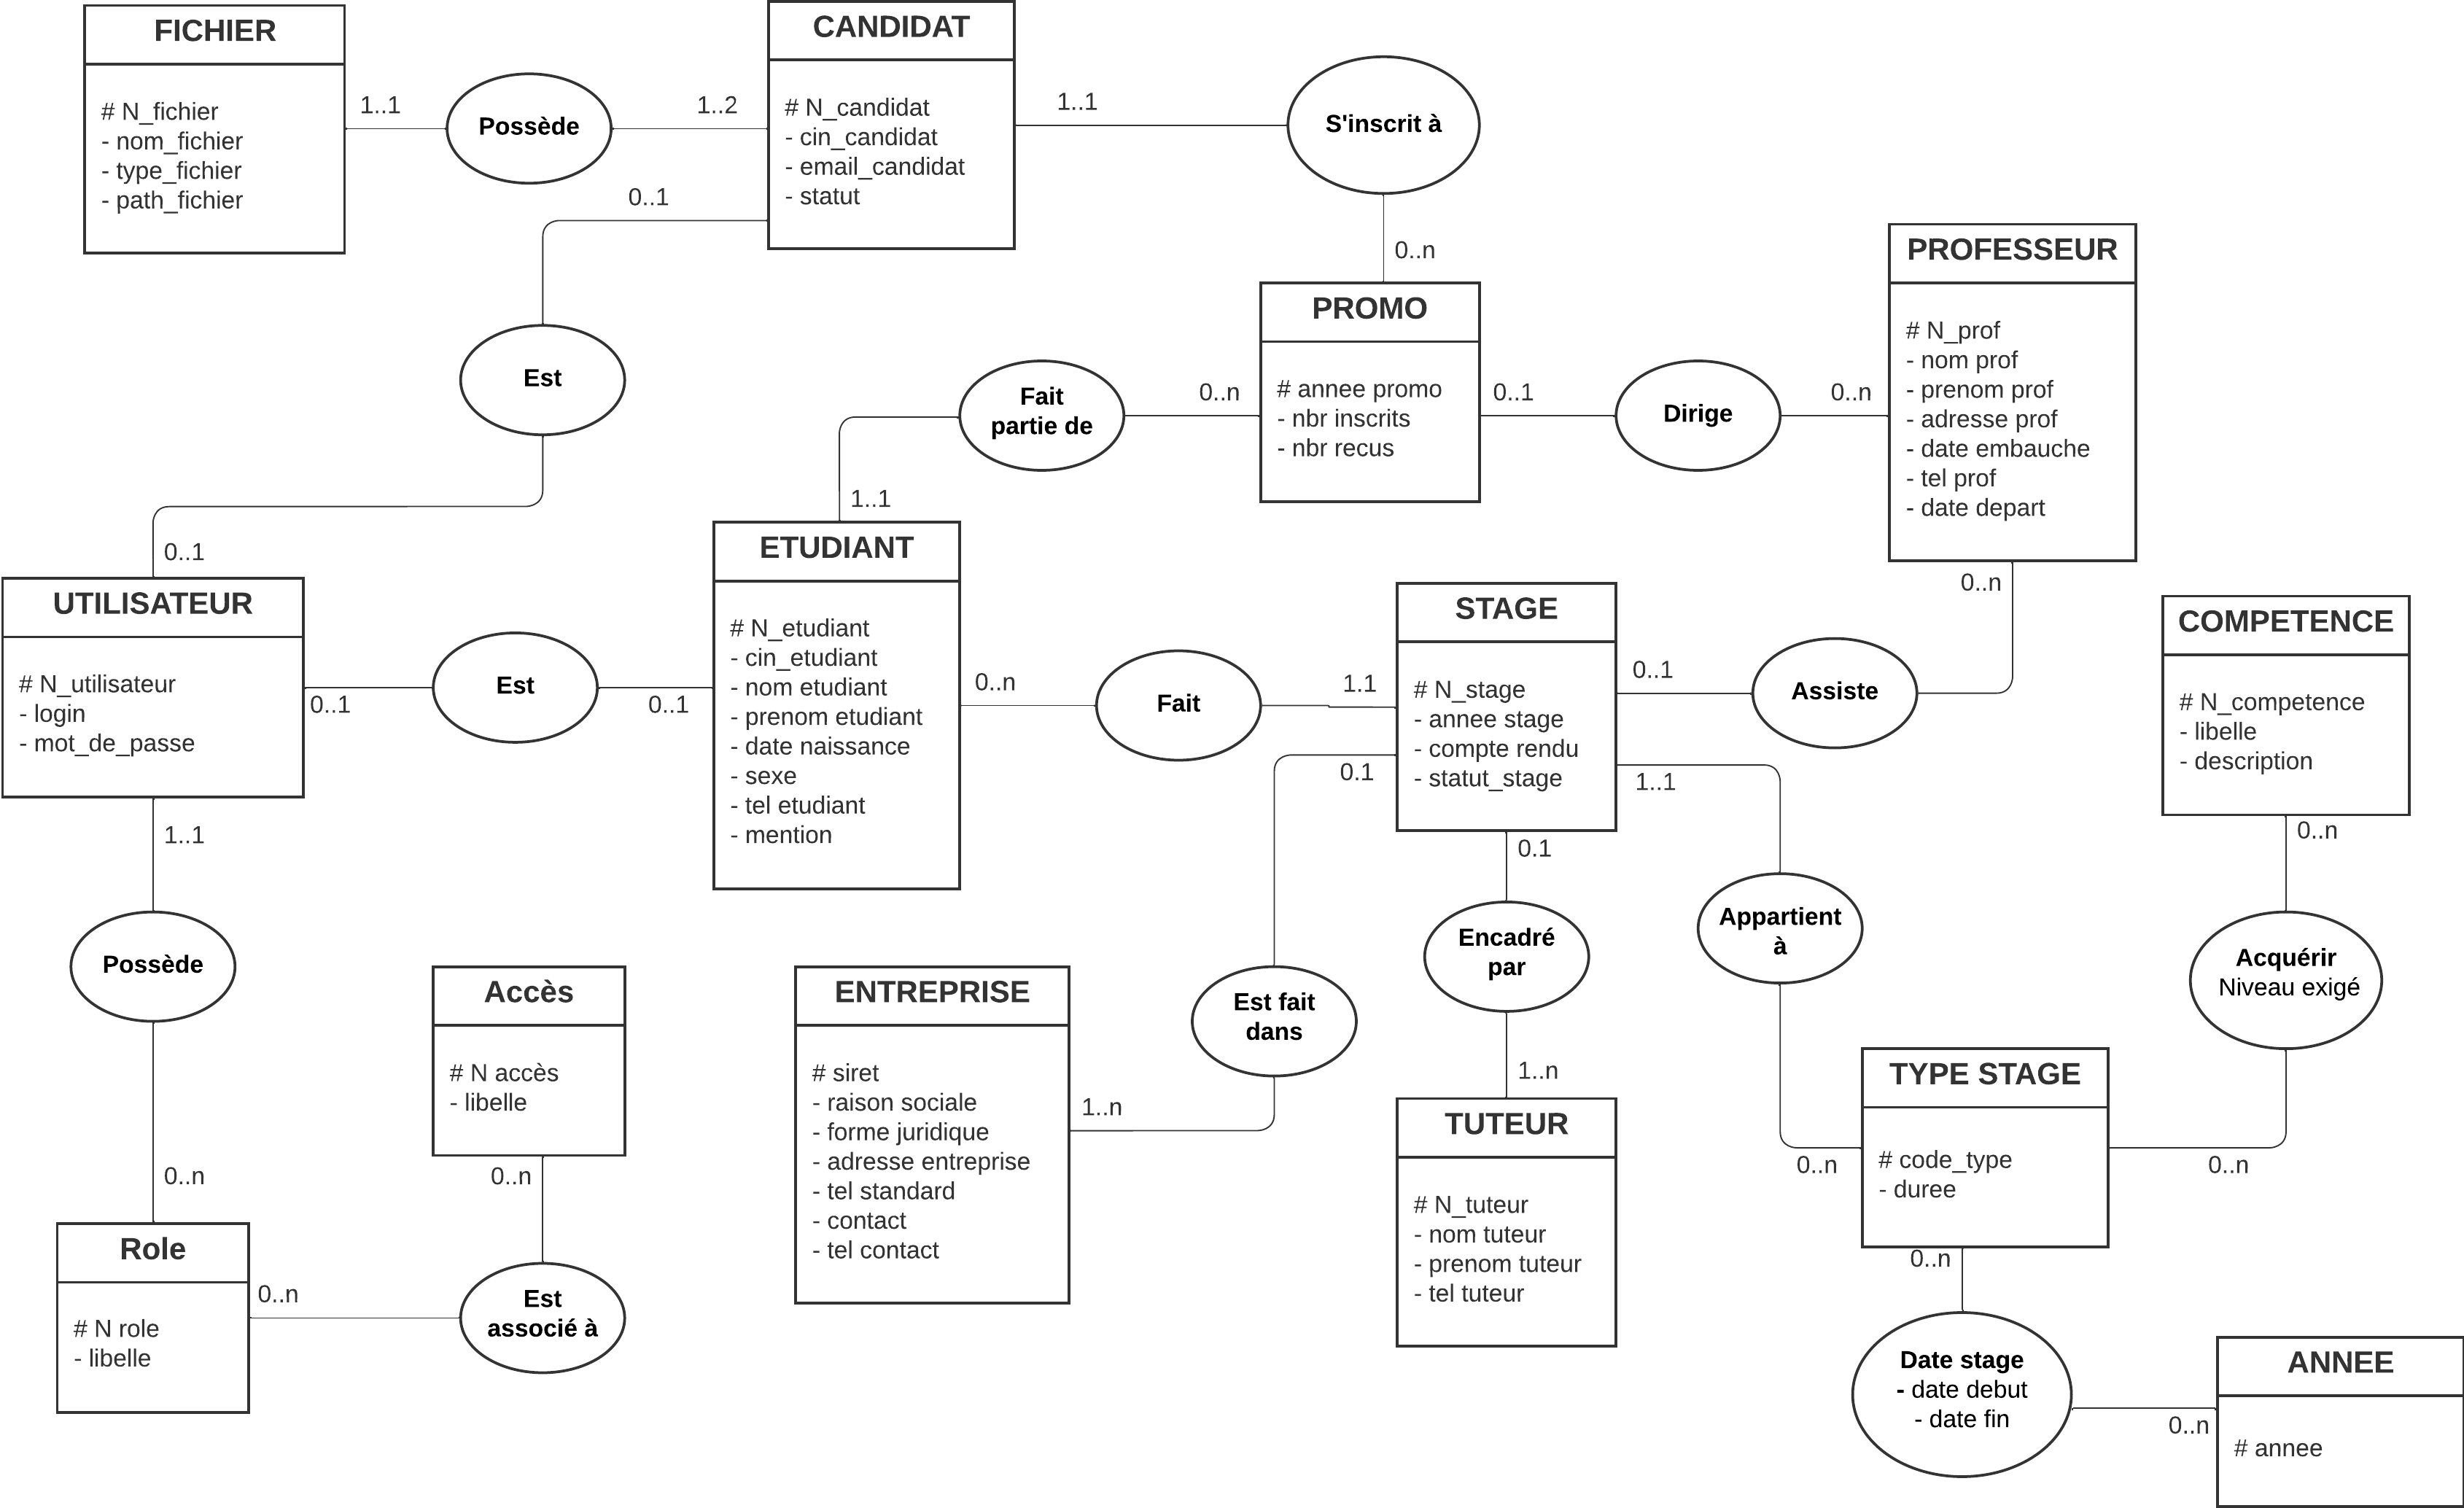 FICHIER
# N_fichier
- nom_fichier
- type_fichier
- path_fichier
1..1
Possède
1..2
CANDIDAT
# N_candidat
- cin_candidat
- email_candidat
- statut
1..1
S'inscrit à
0..n
0..1
Est
0..1
PROMO
# annee promo
- nbr inscrits
- nbr recus
0..n
Fait
partie de
1..1
0..1
Dirige
0..n
PROFESSEUR
# N_prof
- nom prof
- prenom prof
- adresse prof
- date embauche
- tel prof
- date depart
0..n
UTILISATEUR
# N_utilisateur
- login
- mot_de_passe
0..1
Est
0..1
ETUDIANT
# N_etudiant
- cin_etudiant
- nom etudiant
- prenom etudiant
- date naissance
- sexe
- tel etudiant
- mention
0..n
Fait
1.1
STAGE
# N_stage
- annee stage
- compte rendu
- statut_stage
0..1
Assiste
0.1
0.1
1..1
COMPETENCE
# N_competence
- libelle
- description
0..n
1..1
Possède
0..n
Accès
# N accès
- libelle
0..n
ENTREPRISE
# siret
- raison sociale
- forme juridique
- adresse entreprise
- tel standard
- contact
- tel contact
1..n
Est fait
dans
Encadré
par
1..n
Appartient
à
0..n
Acquérir
Niveau exigé
0..n
TYPE STAGE
# code_type
- duree
0..n
TUTEUR
# N_tuteur
- nom tuteur
- prenom tuteur
- tel tuteur
Role
# N role
- libelle
0..n
Est
associé à
Date stage
- date debut
- date fin
0..n
ANNEE
# annee